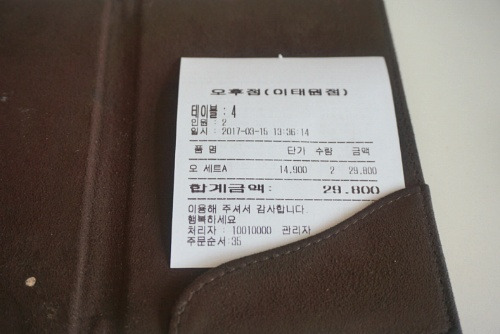 모후점(이태원점)
테이블 : 4
인원 : 2
일시 : 2017-03-15 13:36:14
품 명 단가 수량 금액
모 세트A 14,900 2 29,800
합계금액: 29,800
이용해 주셔서 감사합니다
행복하세요
처리자 : 10010000 관리자
주문순서:35